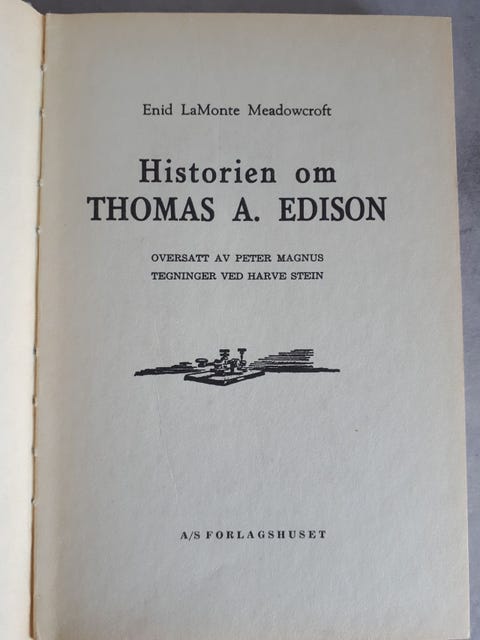 Enid LaMonte Meadowcroft
Historien om
THOMAS A. EDISON
OVERSATT AV PETER MAGNUS
TEGNINGER VED HARVE STEIN
A/S FORLAGSHUSET